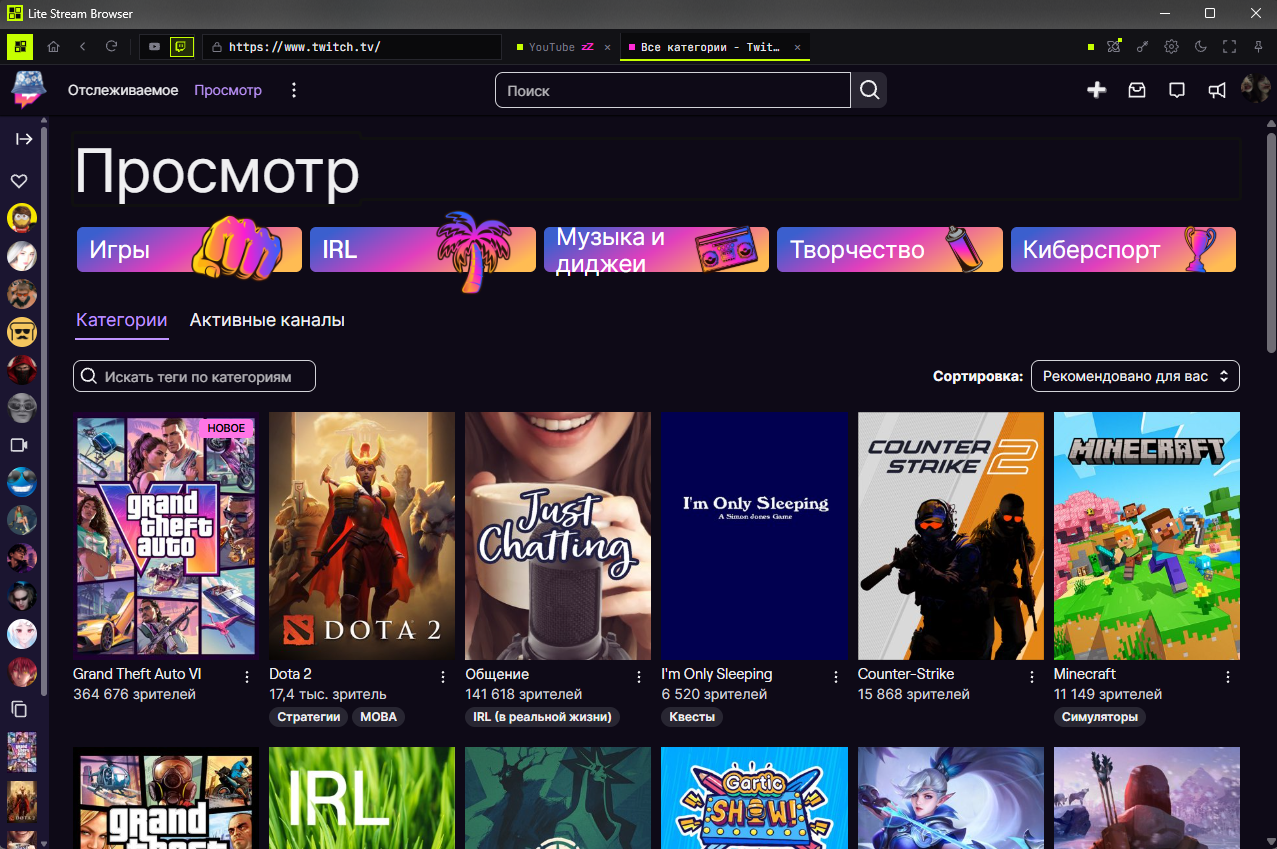 Lite Stream Browser
https://www.twitch.tv/
YouTube zZ
Все категории - Twit…
Отслеживаемое
Просмотр
Поиск
Просмотр
Игры
IRL
Музыка и
диджеи
Творчество
Киберспорт
Категории
Активные каналы
Искать теги по категориям
Сортировка:
Рекомендовано для вас
НОВОЕ
grand
theft
auto
VI
DOTA 2
Just
Chatting
I'm Only Sleeping
A Simon Jones Game
COUNTER
STRIKE 2
MINECRAFT
Grand Theft Auto VI
364 676 зрителей
Dota 2
17,4 тыс. зритель
Стратегии
MOBA
Общение
141 618 зрителей
IRL (в реальной жизни)
I'm Only Sleeping
6 520 зрителей
Квесты
Counter-Strike
15 868 зрителей
Minecraft
11 149 зрителей
Симуляторы
grand
IRL
Gartic
SHOW!